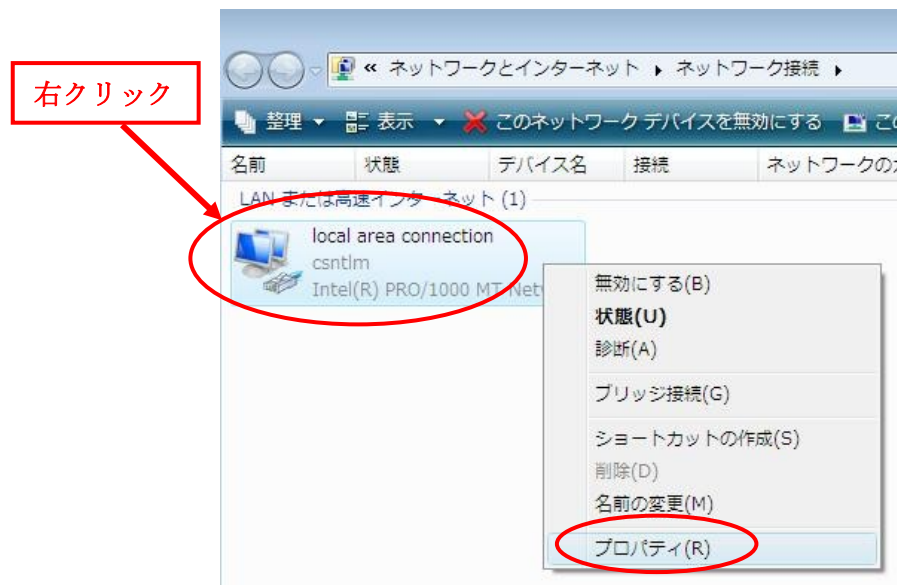 右クリック
« ネットワークとインターネット ▸ ネットワーク接続 ▸
整理 ▼ 表示 ▼ このネットワーク デバイスを無効にする
名前 状態 デバイス名 接続 ネットワークの
LAN または高速インターネット (1)
local area connection
csntlm
Intel(R) PRO/1000 MT Net
無効にする(B)
状態(U)
診断(A)
ブリッジ接続(G)
ショートカットの作成(S)
削除(D)
名前の変更(M)
プロパティ(R)